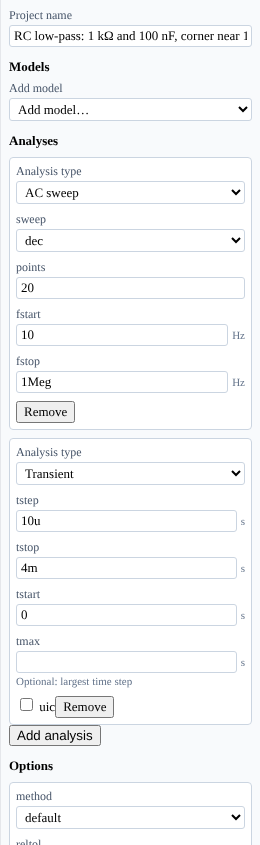 Project name
RC low-pass: 1 kΩ and 100 nF, corner near 1
Models
Add model
Add model…
Analyses
Analysis type
AC sweep
sweep
dec
points
20
fstart
10 Hz
fstop
1Meg Hz
Remove
Analysis type
Transient
tstep
10u s
tstop
4m s
tstart
0 s
tmax
s
Optional: largest time step
uic Remove
Add analysis
Options
method
default
reltol